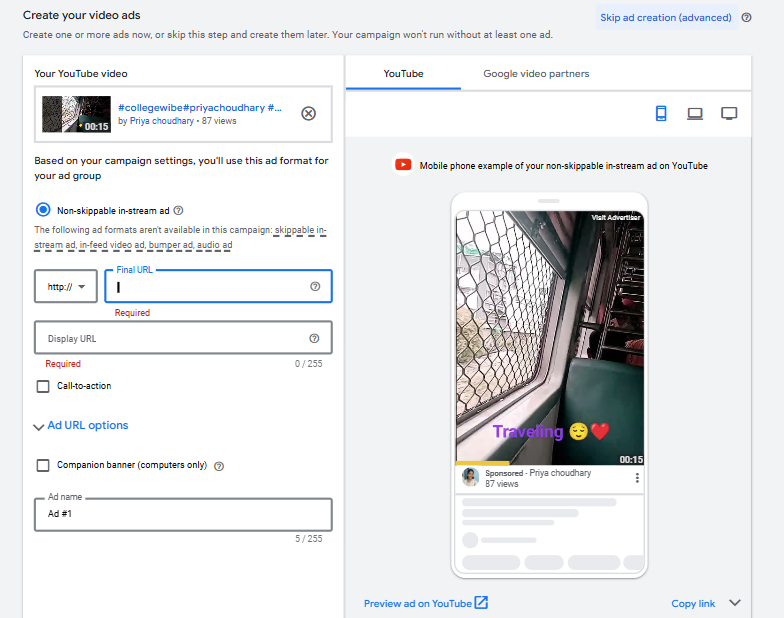 Create your video ads
Skip ad creation (advanced)
Create one or more ads now, or skip this step and create them later. Your campaign won't run without at least one ad.
Your YouTube video
#collegewibe#priyachoudhary #...
by Priya choudhary • 87 views
00:15
Based on your campaign settings, you'll use this ad format for
your ad group
Non-skippable in-stream ad
The following ad formats aren't available in this campaign: skippable in-
stream ad, in-feed video ad, bumper ad, audio ad
http://
Final URL
Required
Display URL
Required
0 / 255
Call-to-action
Ad URL options
Companion banner (computers only)
Ad name
Ad #1
5 / 255
YouTube
Google video partners
Mobile phone example of your non-skippable in-stream ad on YouTube
Visit Advertiser
Traveling 😌❤️
00:15
Sponsored · Priya choudhary
87 views
Preview ad on YouTube
Copy link